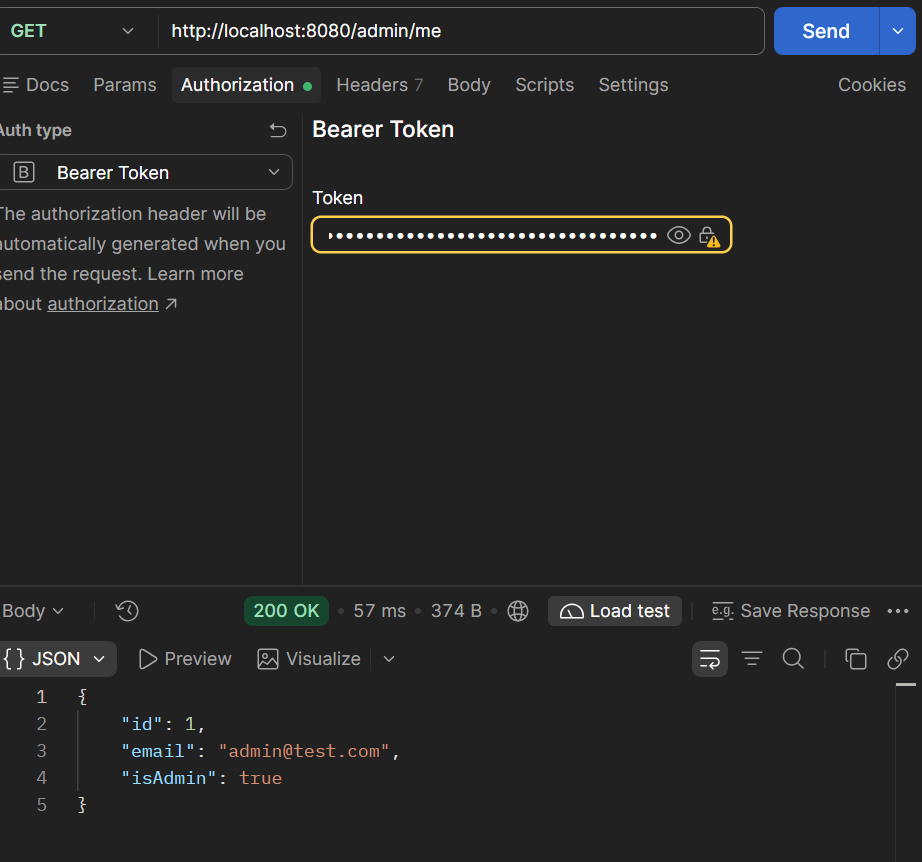 GET http://localhost:8080/admin/me Send
Docs Params Authorization Headers 7 Body Scripts Settings Cookies
Auth type
B Bearer Token
The authorization header will be
automatically generated when you
send the request. Learn more
about authorization ↗
Bearer Token
Token
••••••••••••••••••••••••••••••••
Body 200 OK • 57 ms • 374 B • Load test e.g. Save Response •••
{} JSON Preview Visualize
1 {
2 "id": 1,
3 "email": "admin@test.com",
4 "isAdmin": true
5 }